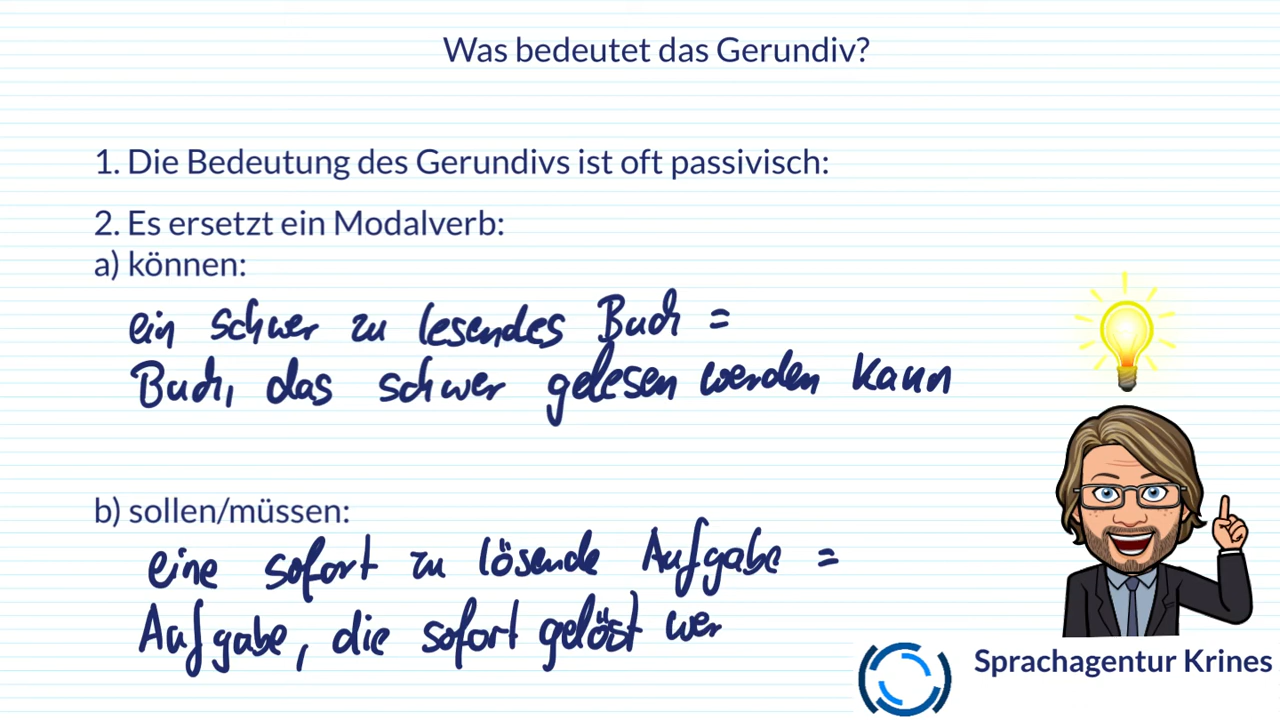 Was bedeutet das Gerundiv?
1. Die Bedeutung des Gerundivs ist oft passivisch:
2. Es ersetzt ein Modalverb:
a) können:
ein schwer zu lesendes Buch =
Buch, das schwer gelesen werden kann
b) sollen/müssen:
eine sofort zu lösende Aufgabe =
Aufgabe, die sofort gelöst wer
Sprachagentur Krines